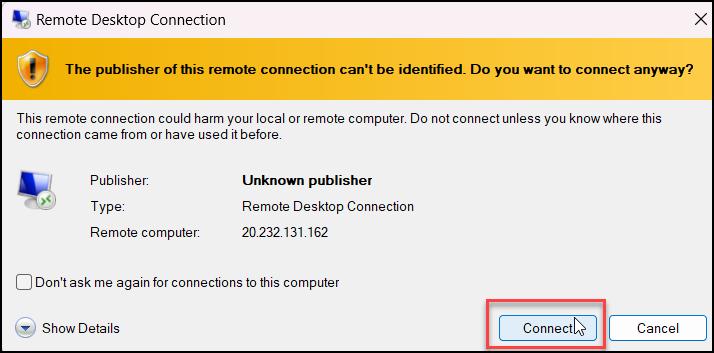 Remote Desktop Connection
The publisher of this remote connection can't be identified. Do you want to connect anyway?
This remote connection could harm your local or remote computer. Do not connect unless you know where this
connection came from or have used it before.
Publisher: Unknown publisher
Type: Remote Desktop Connection
Remote computer: 20.232.131.162
Don't ask me again for connections to this computer
Show Details
Connect
Cancel